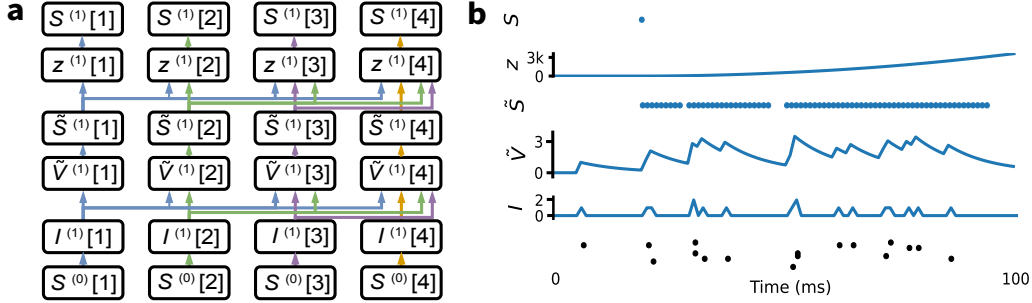 a
S (1) [1] S (1) [2] S (1) [3] S (1) [4]
z (1) [1] z (1) [2] z (1) [3] z (1) [4]
S̃ (1) [1] S̃ (1) [2] S̃ (1) [3] S̃ (1) [4]
Ṽ (1) [1] Ṽ (1) [2] Ṽ (1) [3] Ṽ (1) [4]
I (1) [1] I (1) [2] I (1) [3] I (1) [4]
S (0) [1] S (0) [2] S (0) [3] S (0) [4]
b
S
z
3k
0
S̃
Ṽ
3
0
I
2
0
0 100
Time (ms)